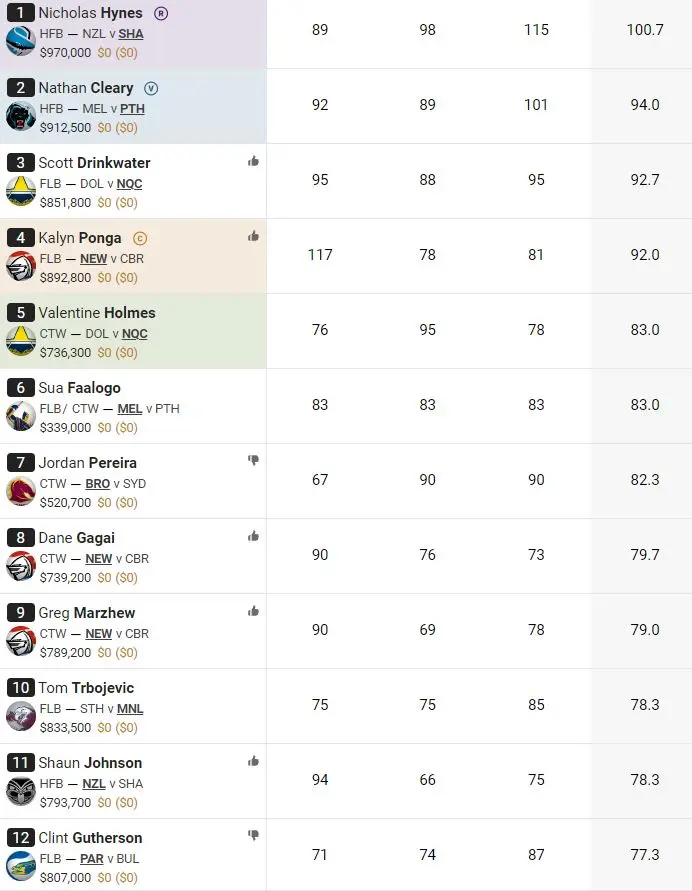 1 Nicholas Hynes R
HFB — NZL v SHA
$970,000 $0 ($0)
89 98 115 100.7
2 Nathan Cleary V
HFB — MEL v PTH
$912,500 $0 ($0)
92 89 101 94.0
3 Scott Drinkwater
FLB — DOL v NQC
$851,800 $0 ($0)
95 88 95 92.7
4 Kalyn Ponga C
FLB — NEW v CBR
$892,800 $0 ($0)
117 78 81 92.0
5 Valentine Holmes
CTW — DOL v NQC
$736,300 $0 ($0)
76 95 78 83.0
6 Sua Faalogo
FLB/ CTW — MEL v PTH
$339,000 $0 ($0)
83 83 83 83.0
7 Jordan Pereira
CTW — BRO v SYD
$520,700 $0 ($0)
67 90 90 82.3
8 Dane Gagai
CTW — NEW v CBR
$739,200 $0 ($0)
90 76 73 79.7
9 Greg Marzhew
CTW — NEW v CBR
$789,200 $0 ($0)
90 69 78 79.0
10 Tom Trbojevic
FLB — STH v MNL
$833,500 $0 ($0)
75 75 85 78.3
11 Shaun Johnson
HFB — NZL v SHA
$793,700 $0 ($0)
94 66 75 78.3
12 Clint Gutherson
FLB — PAR v BUL
$807,000 $0 ($0)
71 74 87 77.3